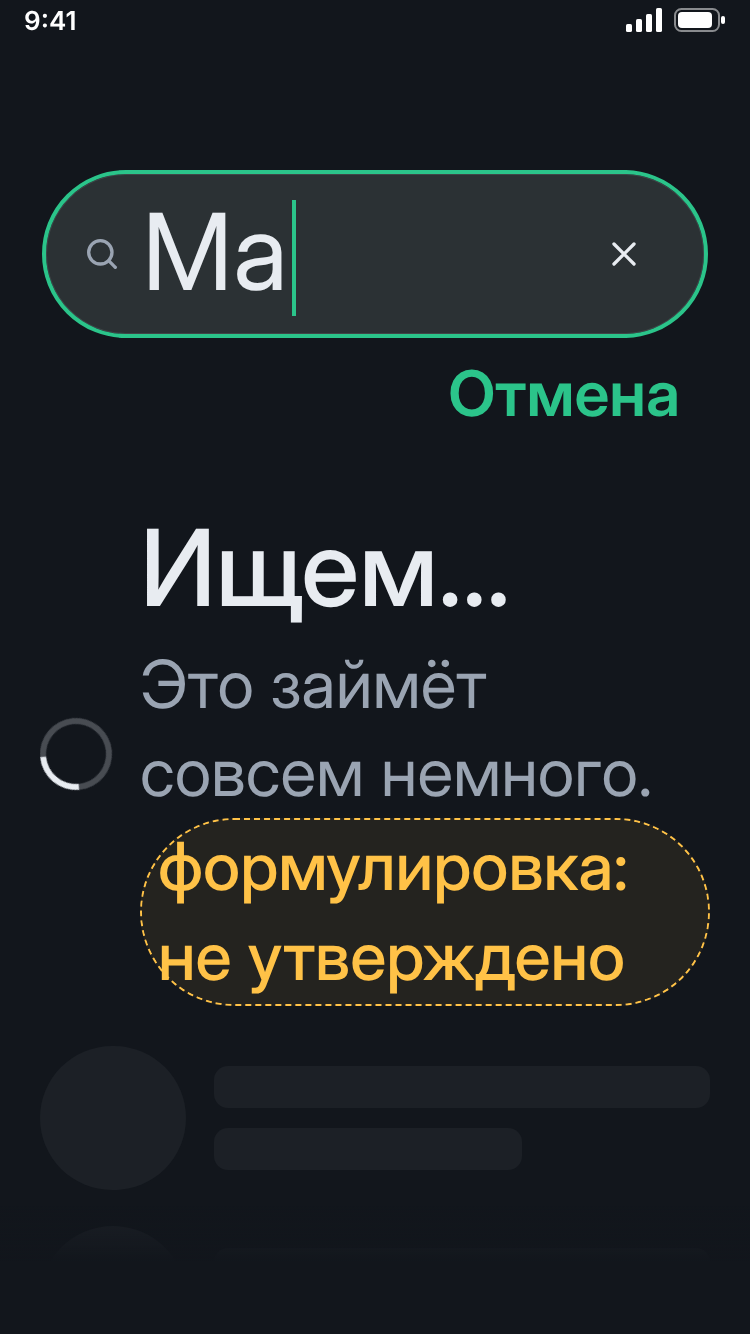 9:41
Ма
Отмена
Ищем...
Это займёт
совсем немного.
формулировка:
не утверждено